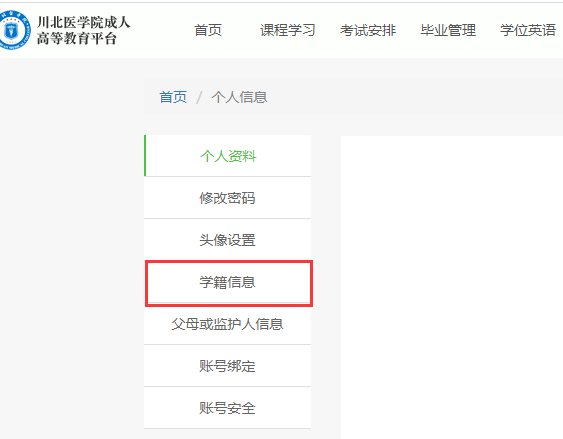 川北医学院成人
高等教育平台
首页 课程学习 考试安排 毕业管理 学位英语
首页 / 个人信息
个人资料
修改密码
头像设置
学籍信息
父母或监护人信息
账号绑定
账号安全